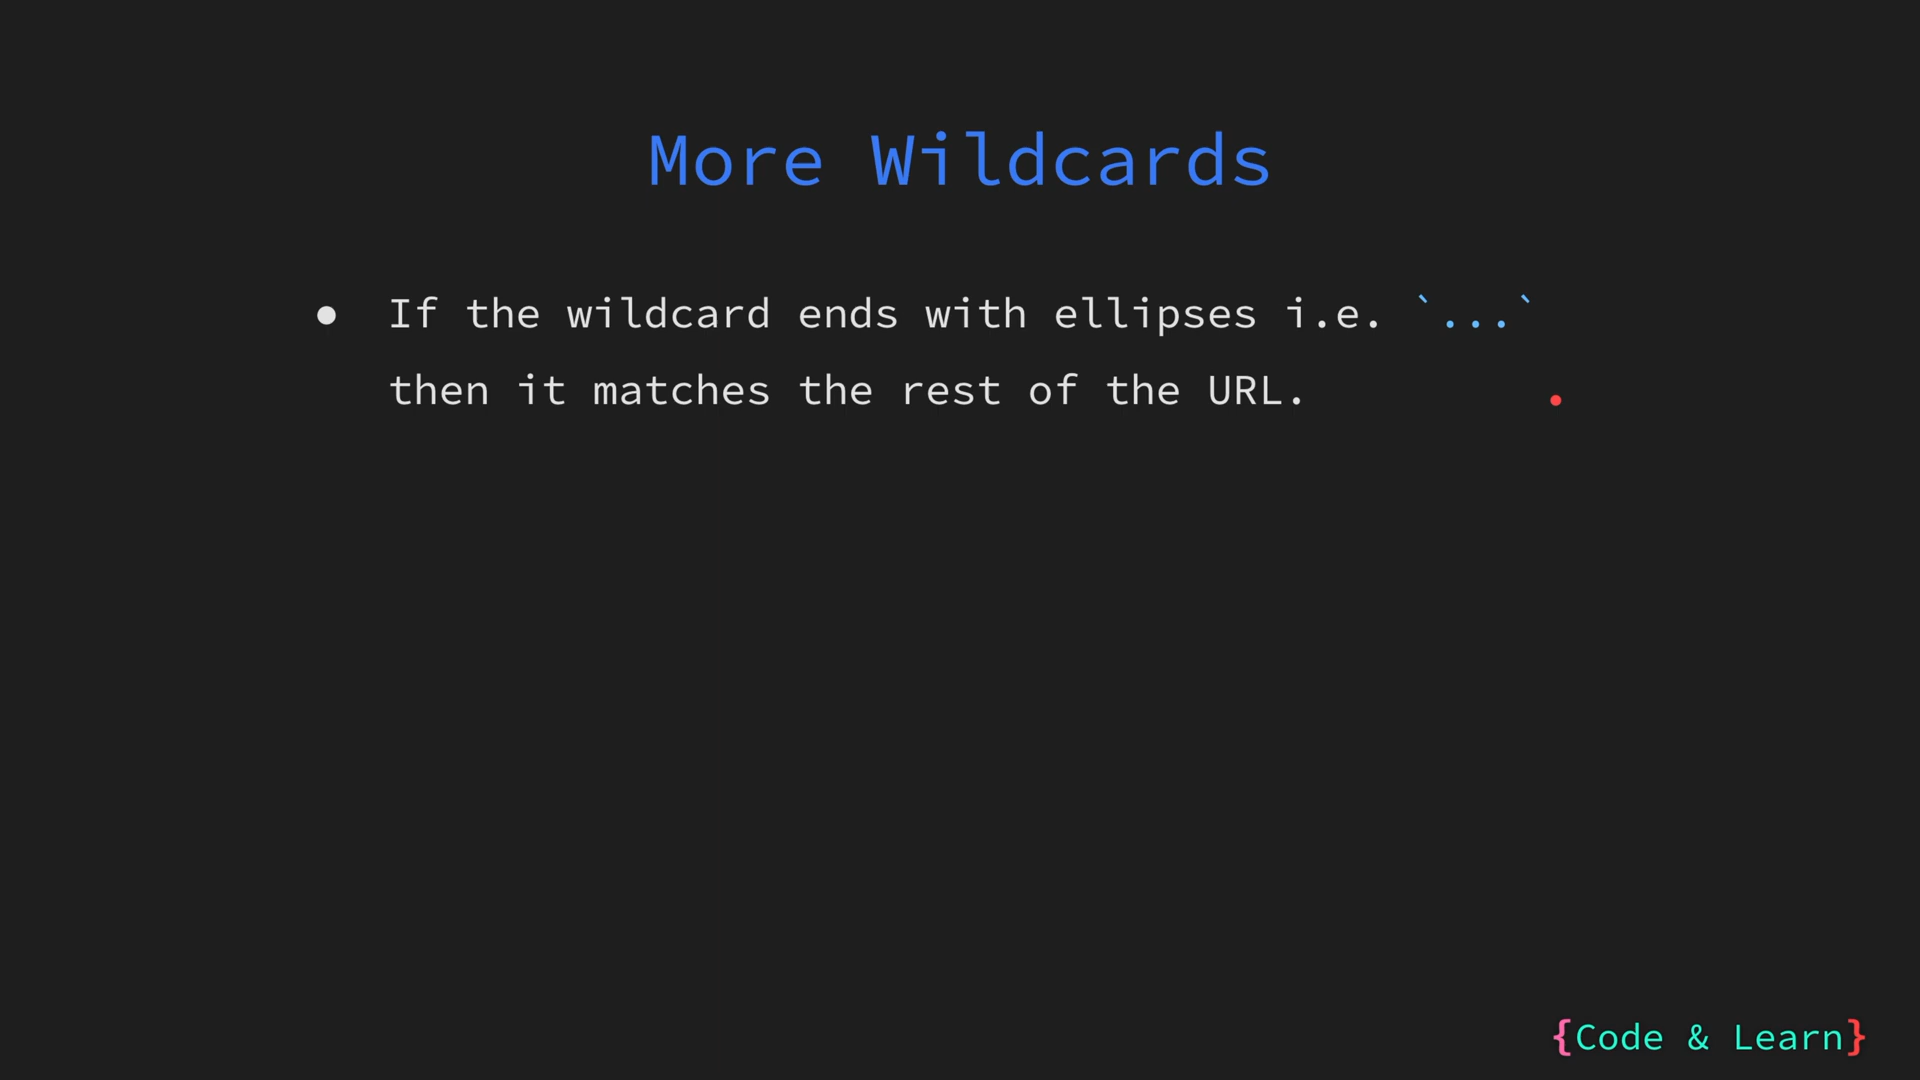 More Wildcards
● If the wildcard ends with ellipses i.e. `...`
then it matches the rest of the URL.
{Code & Learn}